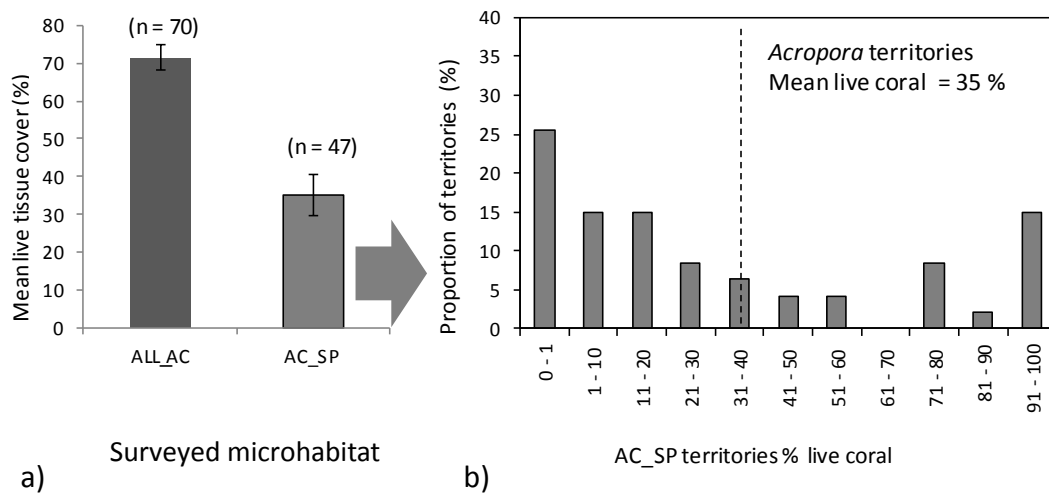 Mean live tissue cover (%)
80
70
60
50
40
30
20
10
0
(n = 70)
(n = 47)
ALL_AC
AC_SP
Surveyed microhabitat
a)
Proportion of territories (%)
40
35
30
25
20
15
10
5
0
Acropora territories
Mean live coral = 35 %
0 - 1
1 - 10
11 - 20
21 - 30
31 - 40
41 - 50
51 - 60
61 - 70
71 - 80
81 - 90
91 - 100
AC_SP territories % live coral
b)